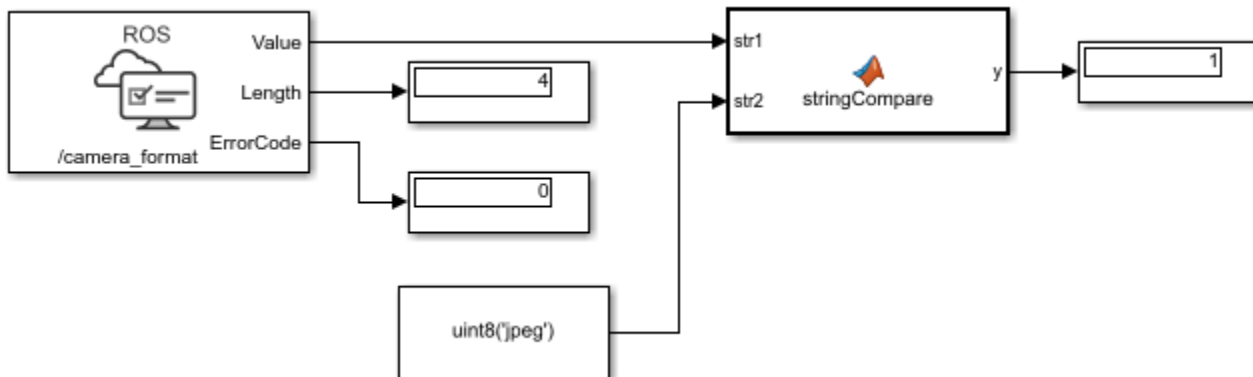 ROS
Value
Length
ErrorCode
/camera_format
4
0
uint8('jpeg')
str1
str2
stringCompare
y
1